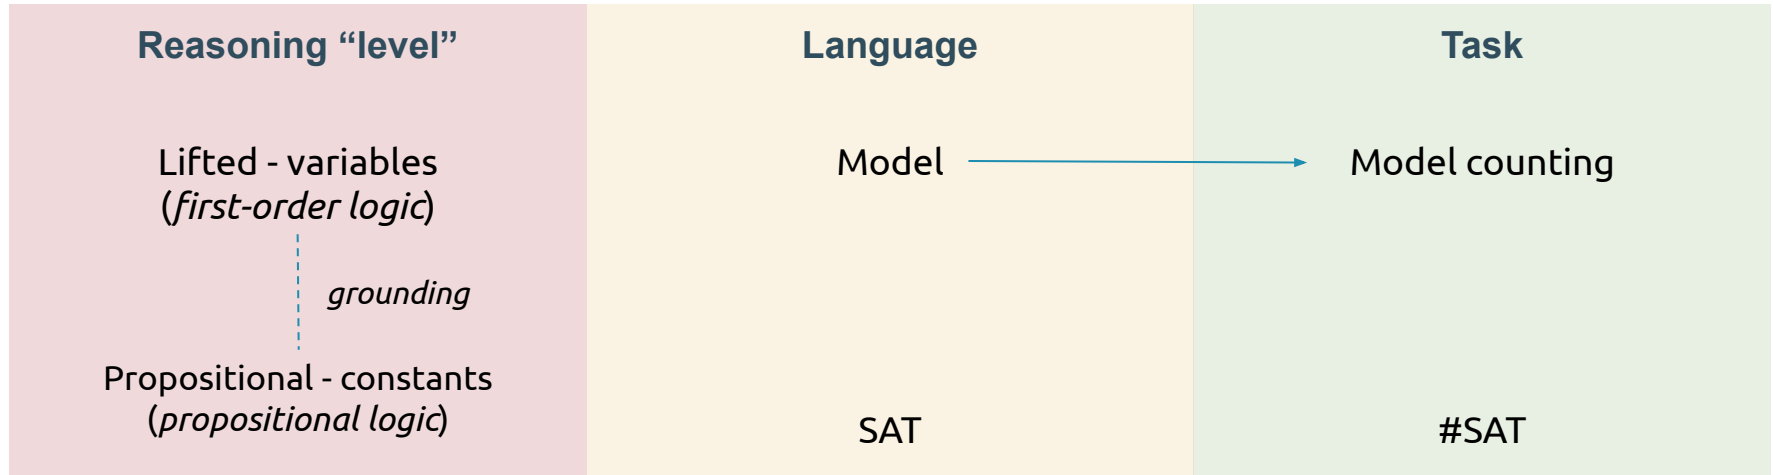 Reasoning “level”
Lifted - variables
(first-order logic)
grounding
Propositional - constants
(propositional logic)
Language
Model
SAT
Task
Model counting
#SAT